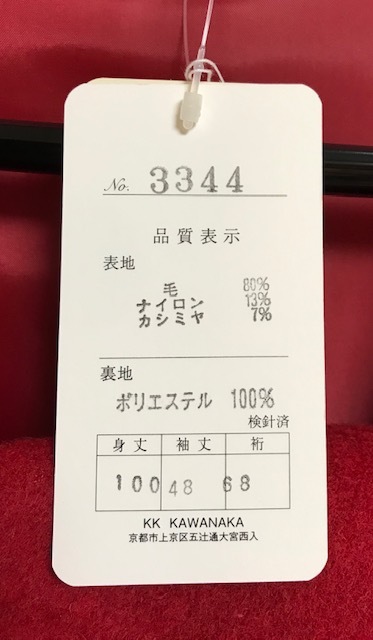 No. 3344
品質表示
表地
毛 80%
ナイロン 13%
カシミヤ 7%
裏地
ポリエステル 100%
検針済
身丈 袖丈 裄
100 48 68
KK KAWANAKA
京都市上京区五辻通大宮西入